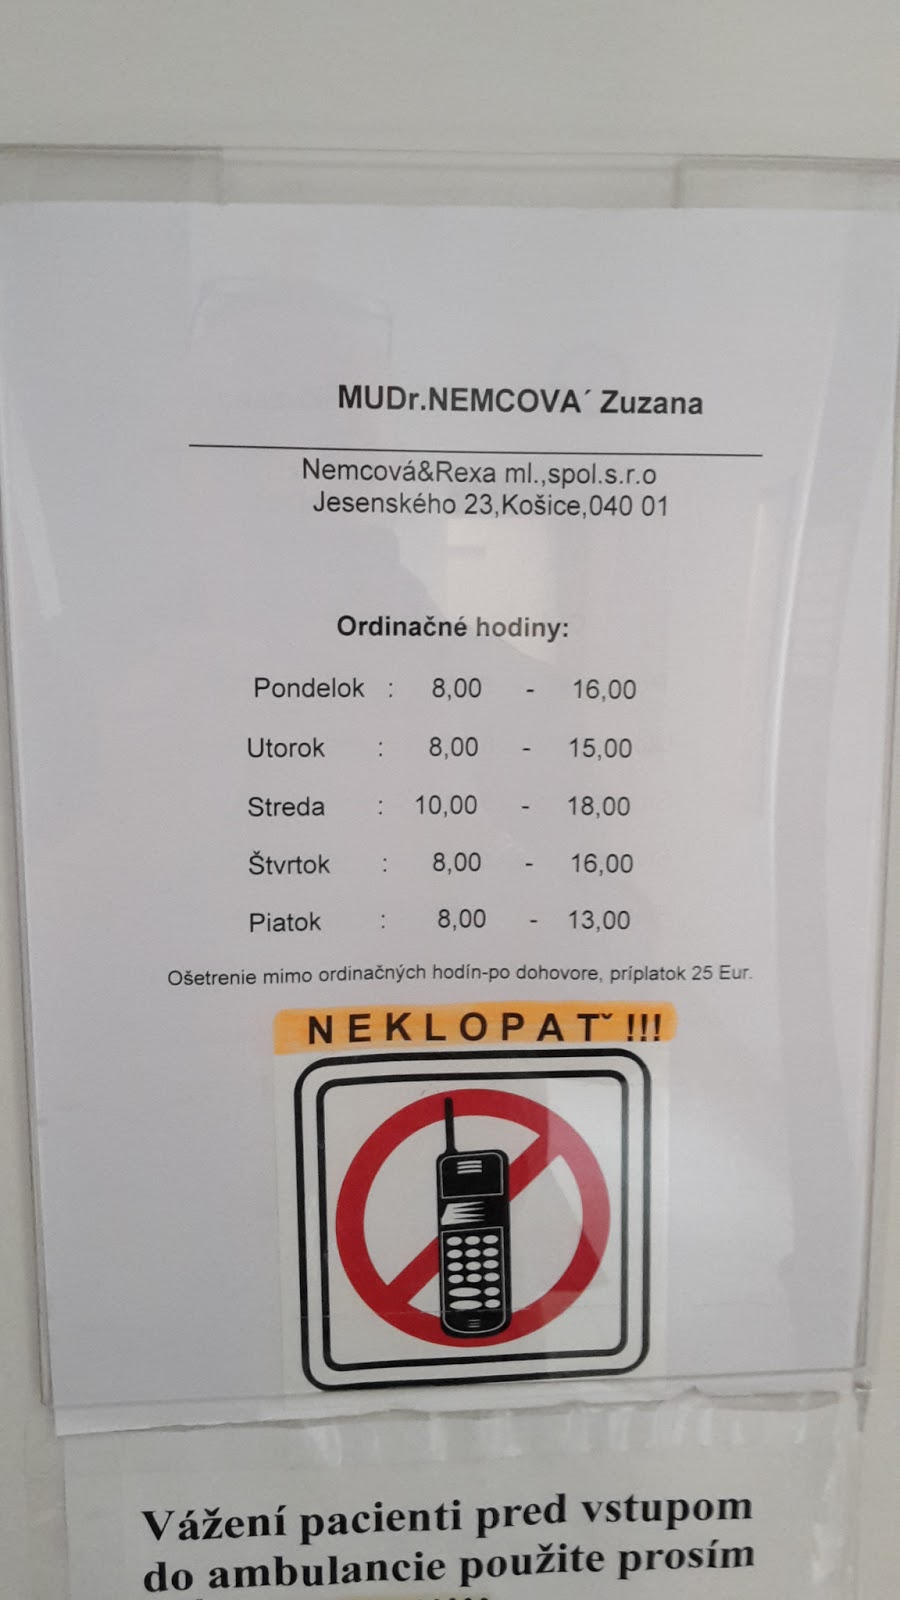 MUDr.NEMCOVA´ Zuzana
Nemcová&Rexa ml.,spol.s.r.o
Jesenského 23,Košice,040 01
Ordinačné hodiny:
Pondelok : 8,00 - 16,00
Utorok : 8,00 - 15,00
Streda : 10,00 - 18,00
Štvrtok : 8,00 - 16,00
Piatok : 8,00 - 13,00
Ošetrenie mimo ordinačných hodín-po dohovore, príplatok 25 Eur.
NEKLOPATˇ!!!
Vážení pacienti pred vstupom
do ambulancie použite prosím